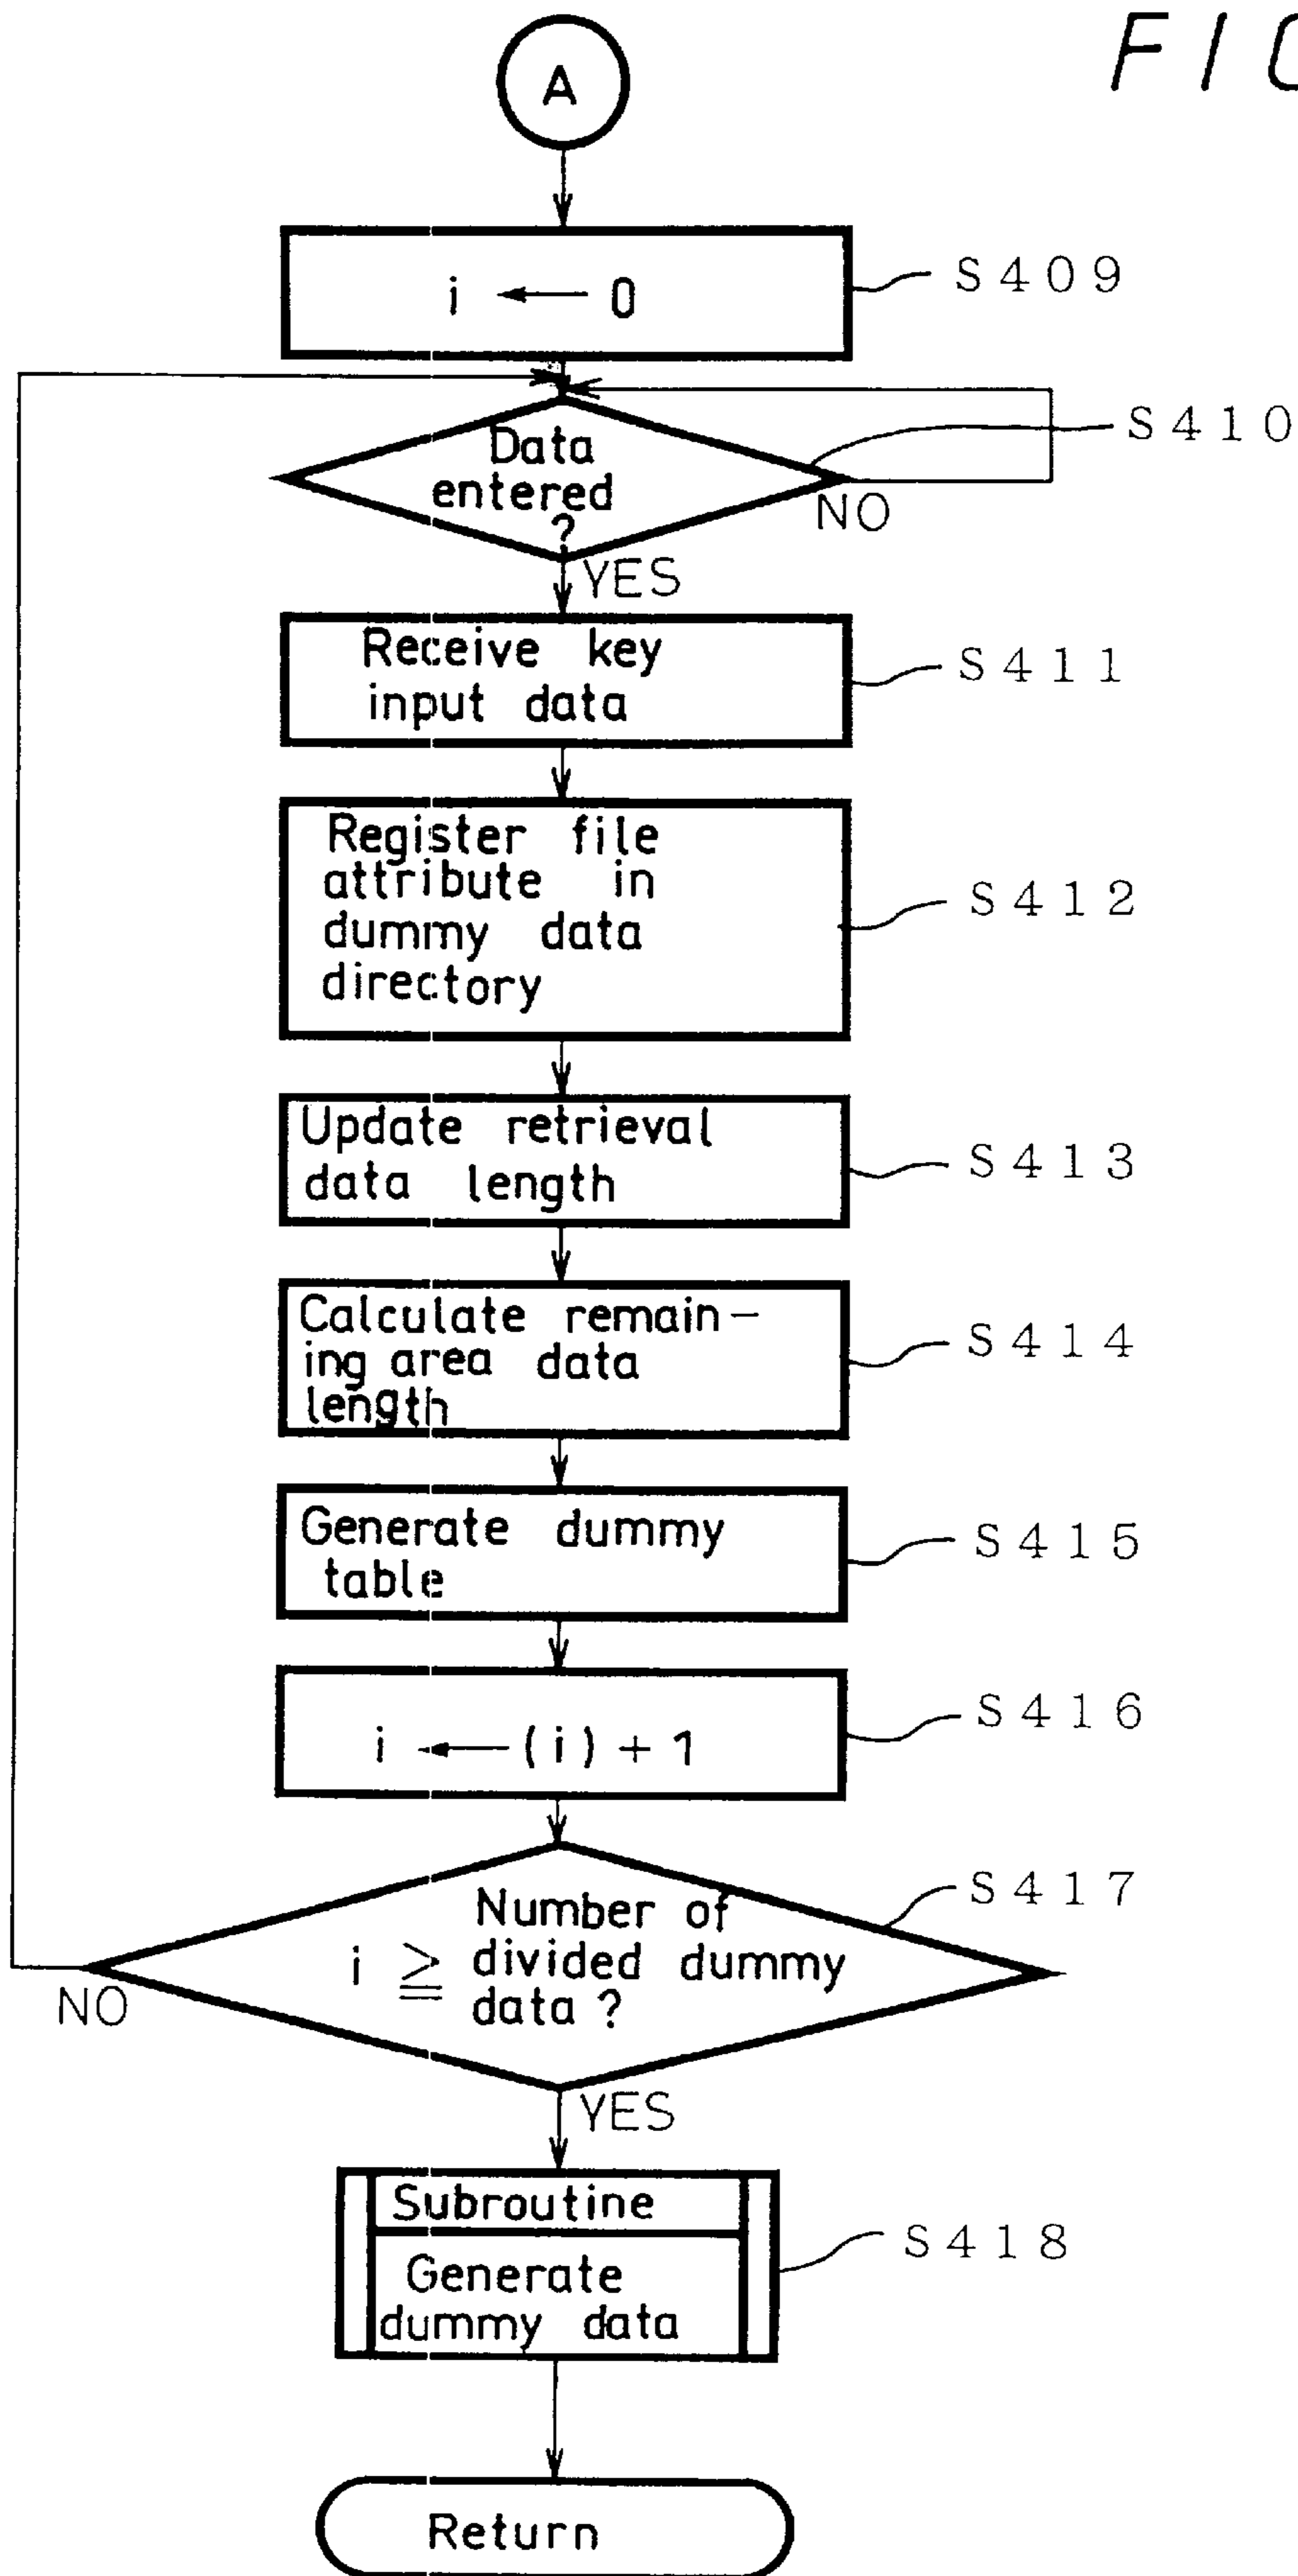 FIG
A
i ← 0
S409
Data
entered
?
S410
NO
YES
Receive key
input data
S411
Register file
attribute in
dummy data
directory
S412
Update retrieval
data length
S413
Calculate remain-
ing area data
length
S414
Generate dummy
table
S415
i ← (i) + 1
S416
Number of
i ≧ divided dummy
data ?
S417
NO
YES
Subroutine
Generate
dummy data
S418
Return